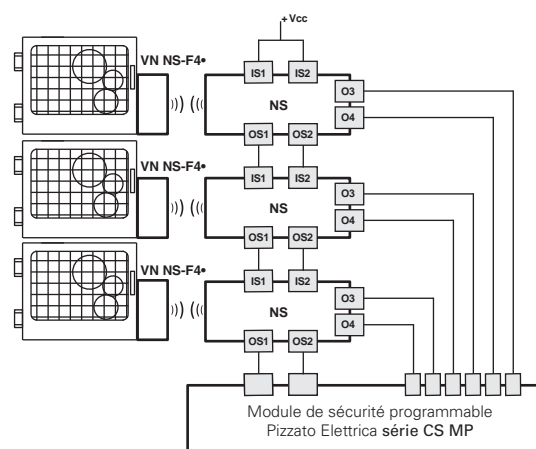 + Vcc
VN NS-F4•
IS1 IS2
O3
NS
O4
OS1 OS2
VN NS-F4•
IS1 IS2
O3
NS
O4
OS1 OS2
VN NS-F4•
IS1 IS2
O3
NS
O4
OS1 OS2
Module de sécurité programmable
Pizzato Elettrica série CS MP